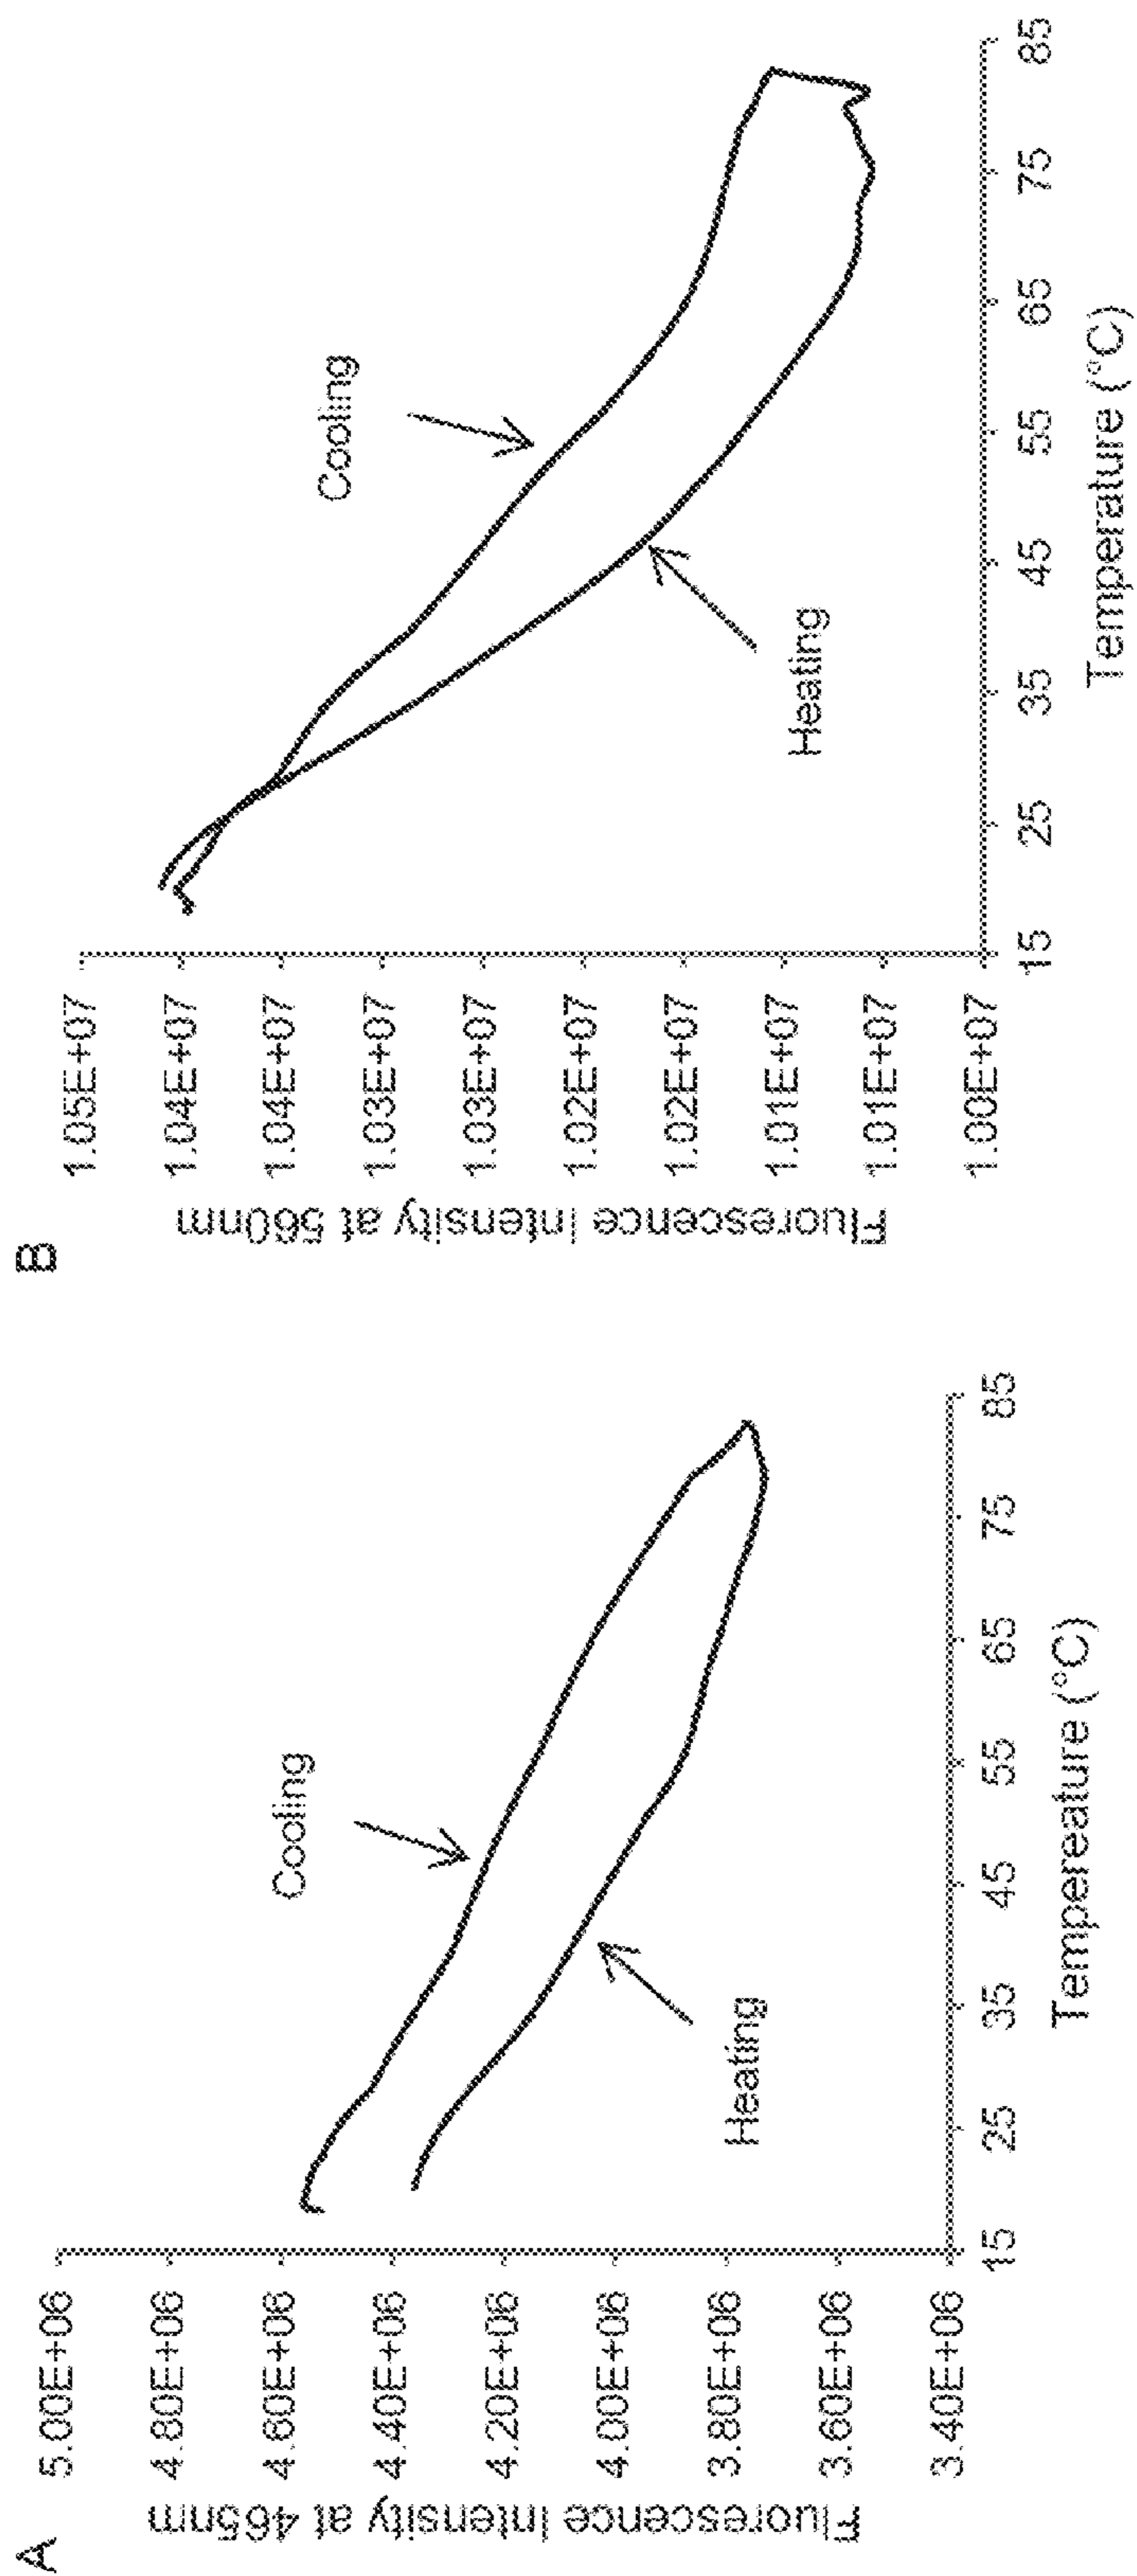 A
Fluorescence Intensity at 465nm
5.00E+06
4.80E+06
4.60E+06
4.40E+06
4.20E+06
4.00E+06
3.80E+06
3.60E+06
3.40E+06
Cooling
Heating
15 25 35 45 55 65 75 85
Tempereature (°C)
B
Fluorescence Intensity at 560nm
1.05E+07
1.04E+07
1.04E+07
1.03E+07
1.03E+07
1.02E+07
1.02E+07
1.01E+07
1.01E+07
1.00E+07
Cooling
Heating
15 25 35 45 55 65 75 85
Temperature (°C)